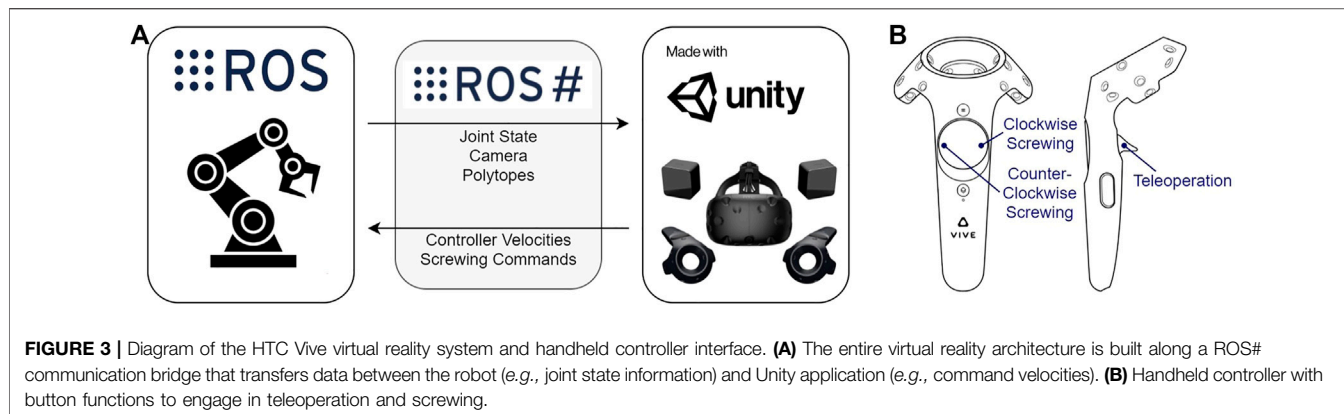 A
ROS
ROS #
Joint State
Camera
Polytopes
Controller Velocities
Screwing Commands
Made with
unity
B
Clockwise
Screwing
Counter-
Clockwise
Screwing
Teleoperation
VIVE
FIGURE 3 | Diagram of the HTC Vive virtual reality system and handheld controller interface. (A) The entire virtual reality architecture is built along a ROS#
communication bridge that transfers data between the robot (e.g., joint state information) and Unity application (e.g., command velocities). (B) Handheld controller with
button functions to engage in teleoperation and screwing.